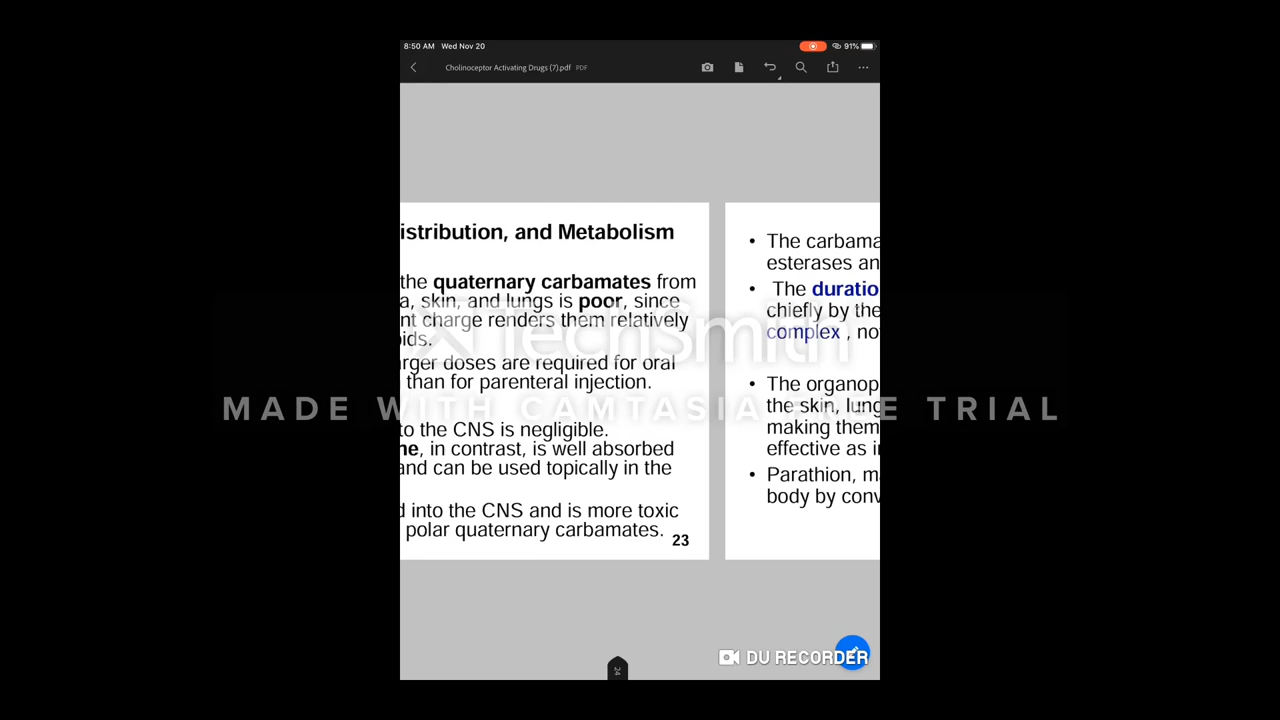 8:50 AM Wed Nov 20
91%
Cholinoceptor Activating Drugs (7).pdf PDF
istribution, and Metabolism
the quaternary carbamates from
a, skin, and lungs is poor, since
nt charge renders them relatively
ids.
rger doses are required for oral
than for parenteral injection.
to the CNS is negligible.
ne, in contrast, is well absorbed
and can be used topically in the
d into the CNS and is more toxic
polar quaternary carbamates.
23
• The carbama
esterases an
• The duratio
chiefly by the
complex , no
• The organop
the skin, lung
making them
effective as i
• Parathion, m
body by conv
TechSmith
MADE WITH CAMTASIA FREE TRIAL
DU RECORDER
24